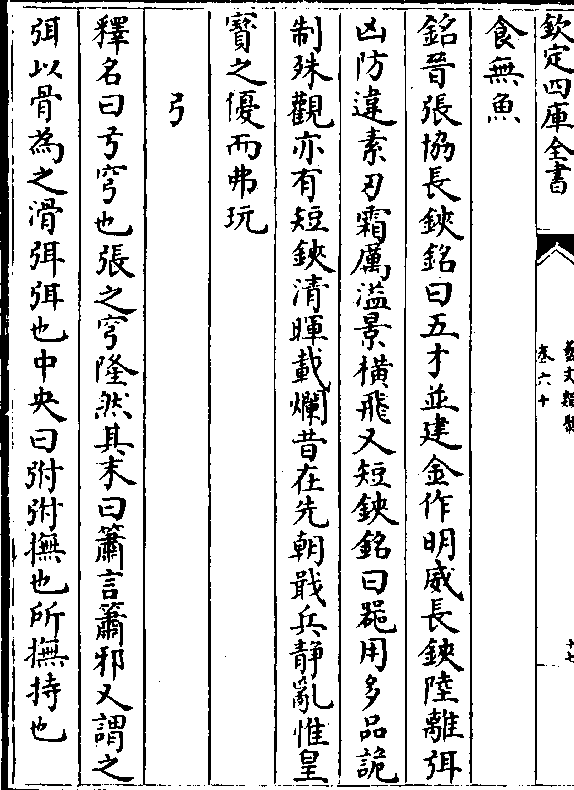 欽定四庫全書
藝文類聚
卷六十
十七
食無魚
銘晉張協長鋏銘曰五才並建金作明威長鋏陸離弭
凶防違素刃霜厲溢景橫飛又短鋏銘曰噐用多品詭
制殊觀亦有短鋏清暉載爛昔在先朝戢兵静亂惟皇
寳之優而弗玩
弓
釋名曰弓穹也張之穹隆然其末曰簫言簫邪又謂之
弭以骨為之滑弭弭也中央曰弣弣撫也所撫持也